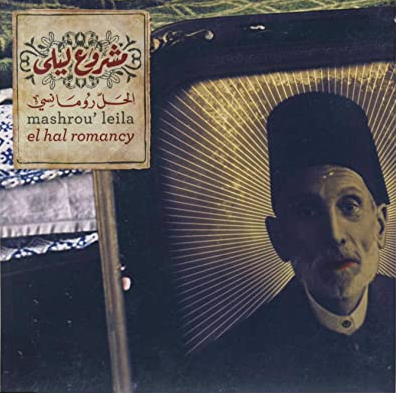 مشروع ليلى
الحل رومانسي
mashrou' leila
el hal romancy